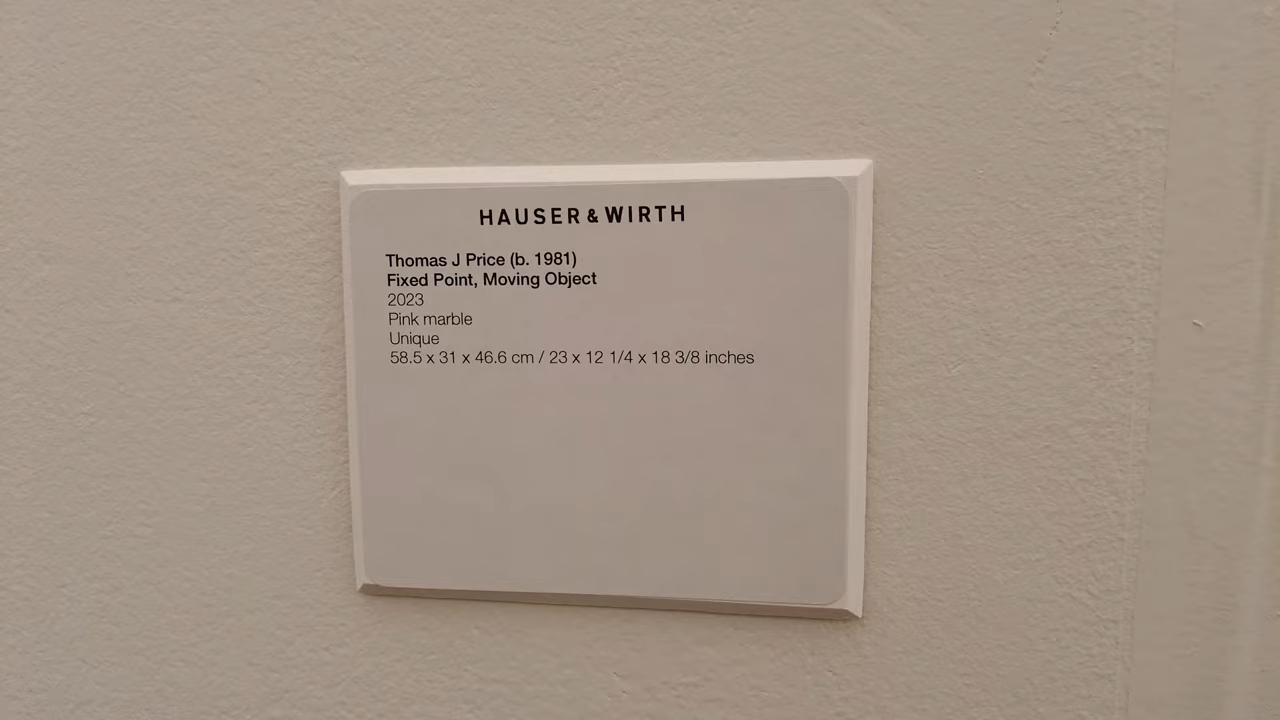 HAUSER & WIRTH
Thomas J Price (b. 1981)
Fixed Point, Moving Object
2023
Pink marble
Unique
58.5 x 31 x 46.6 cm / 23 x 12 1/4 x 18 3/8 inches